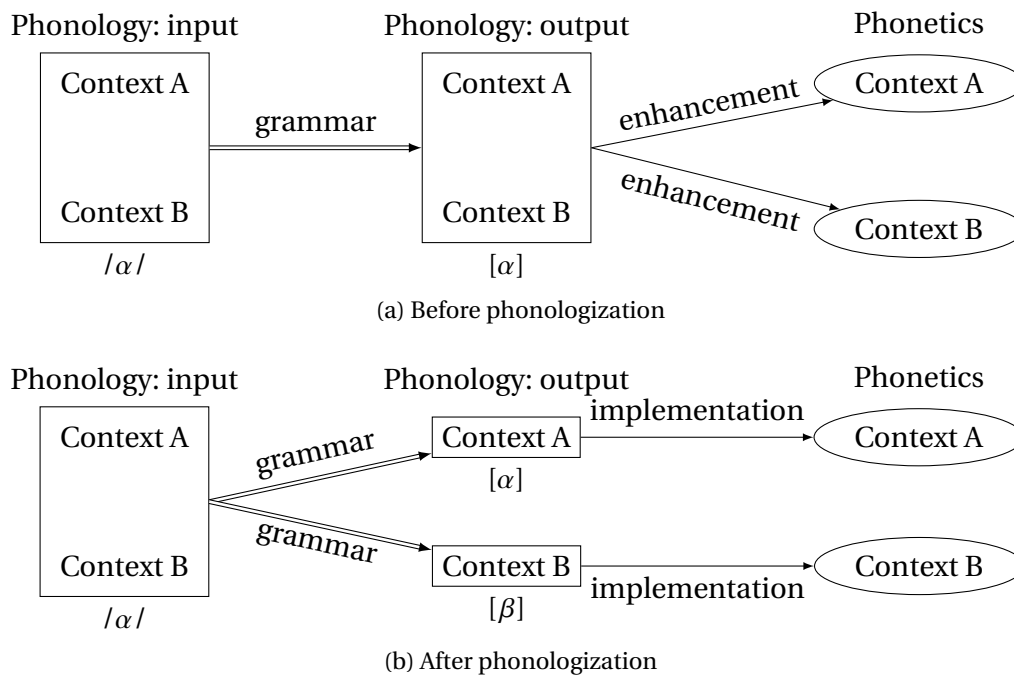 Phonology: input Phonology: output Phonetics
Context A Context A Context A
enhancement
grammar
enhancement
Context B Context B Context B
/α/ [α]
(a) Before phonologization
Phonology: input Phonology: output Phonetics
implementation
Context A Context A Context A
grammar
[α]
grammar
Context B Context B Context B
implementation
/α/ [β]
(b) After phonologization